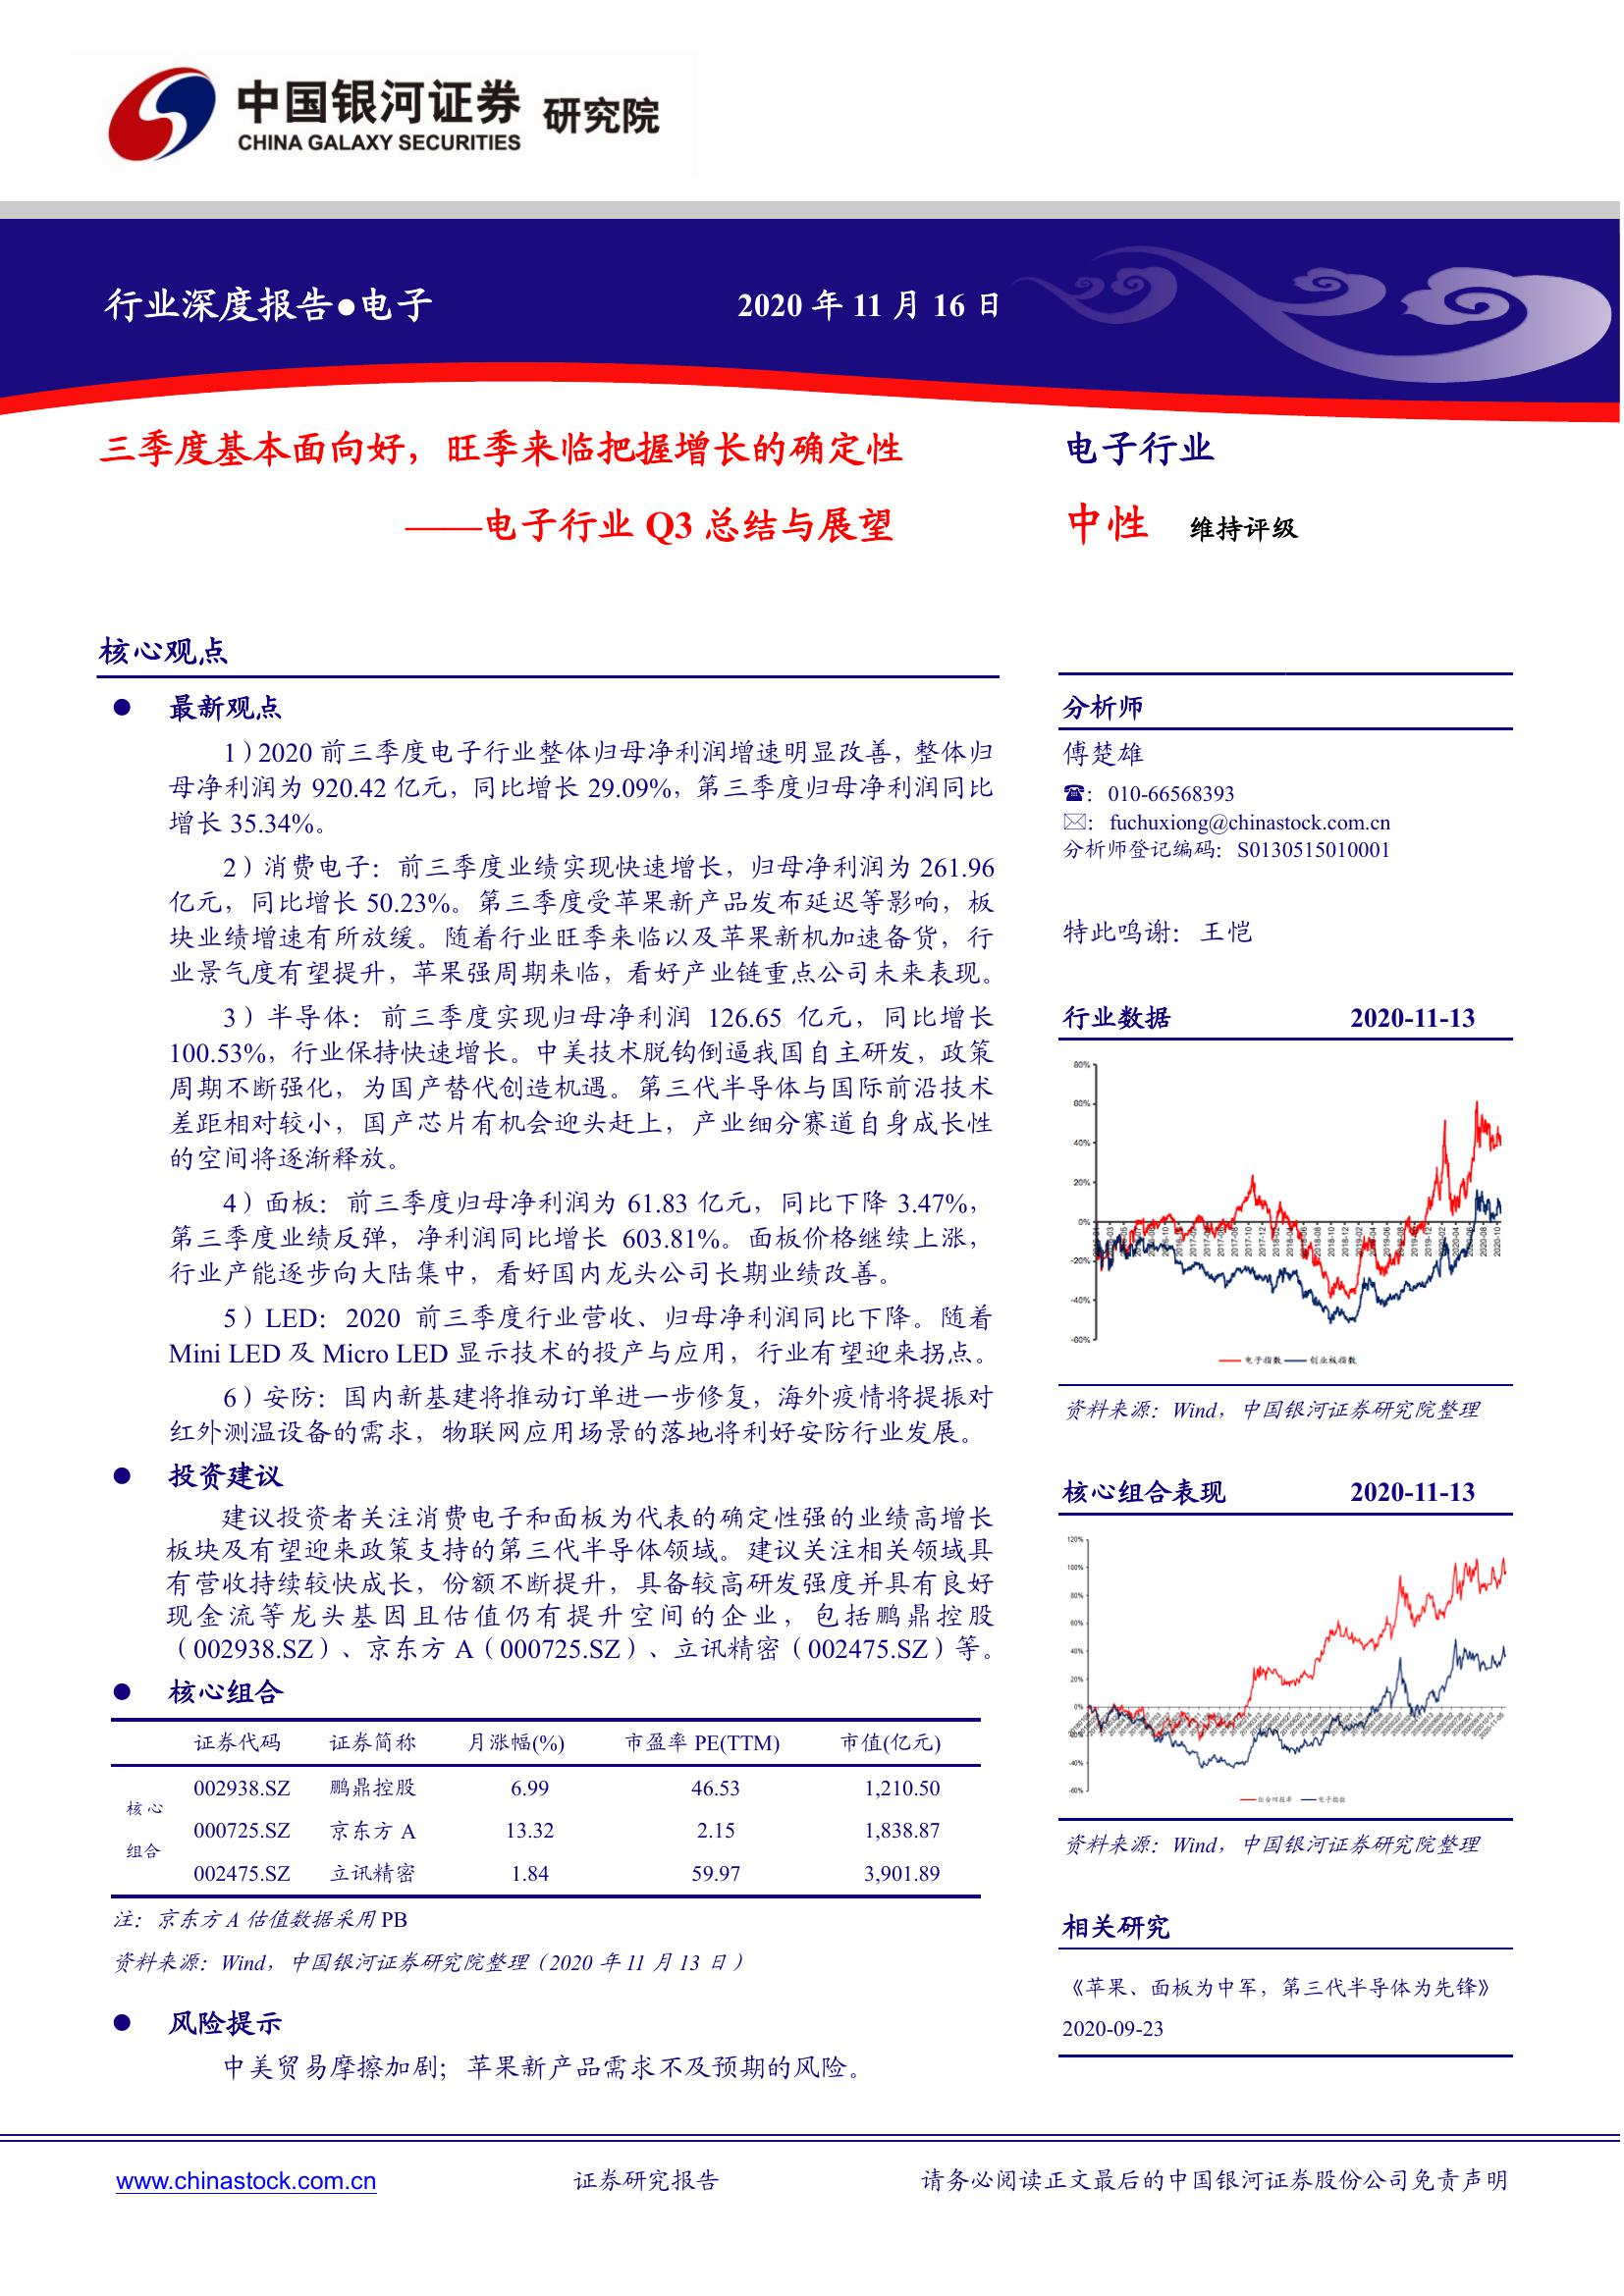 中国银河证券 研究院
CHINA GALAXY SECURITIES
行业深度报告●电子 2020 年 11 月 16 日
三季度基本面向好，旺季来临把握增长的确定性
——电子行业 Q3 总结与展望
电子行业
中性 维持评级
核心观点
● 最新观点
1）2020 前三季度电子行业整体归母净利润增速明显改善，整体归
母净利润为 920.42 亿元，同比增长 29.09%，第三季度归母净利润同比
增长 35.34%。
2）消费电子：前三季度业绩实现快速增长，归母净利润为 261.96
亿元，同比增长 50.23%。第三季度受苹果新产品发布延迟等影响，板
块业绩增速有所放缓。随着行业旺季来临以及苹果新机加速备货，行
业景气度有望提升，苹果强周期来临，看好产业链重点公司未来表现。
3）半导体：前三季度实现归母净利润 126.65 亿元，同比增长
100.53%，行业保持快速增长。中美技术脱钩倒逼我国自主研发，政策
周期不断强化，为国产替代创造机遇。第三代半导体与国际前沿技术
差距相对较小，国产芯片有机会迎头赶上，产业细分赛道自身成长性
的空间将逐渐释放。
4）面板：前三季度归母净利润为 61.83 亿元，同比下降 3.47%，
第三季度业绩反弹，净利润同比增长 603.81%。面板价格继续上涨，
行业产能逐步向大陆集中，看好国内龙头公司长期业绩改善。
5）LED：2020 前三季度行业营收、归母净利润同比下降。随着
Mini LED 及 Micro LED 显示技术的投产与应用，行业有望迎来拐点。
6）安防：国内新基建将推动订单进一步修复，海外疫情将提振对
红外测温设备的需求，物联网应用场景的落地将利好安防行业发展。
● 投资建议
建议投资者关注消费电子和面板为代表的确定性强的业绩高增长
板块及有望迎来政策支持的第三代半导体领域。建议关注相关领域具
有营收持续较快成长，份额不断提升，具备较高研发强度并具有良好
现金流等龙头基因且估值仍有提升空间的企业，包括鹏鼎控股
（002938.SZ）、京东方 A（000725.SZ）、立讯精密（002475.SZ）等。
● 核心组合
证券代码 证券简称 月涨幅(%) 市盈率 PE(TTM) 市值(亿元)
核心
组合
002938.SZ 鹏鼎控股 6.99 46.53 1,210.50
000725.SZ 京东方 A 13.32 2.15 1,838.87
002475.SZ 立讯精密 1.84 59.97 3,901.89
注：京东方 A 估值数据采用 PB
资料来源：Wind，中国银河证券研究院整理（2020 年 11 月 13 日）
● 风险提示
中美贸易摩擦加剧；苹果新产品需求不及预期的风险。
分析师
傅楚雄
☎：010-66568393
✉：fuchuxiong@chinastock.com.cn
分析师登记编码：S0130515010001
特此鸣谢：王恺
行业数据 2020-11-13
80%
60%
40%
20%
0%
-20%
-40%
-60%
电子指数 创业板指数
资料来源：Wind，中国银河证券研究院整理
核心组合表现 2020-11-13
120%
100%
80%
60%
40%
20%
0%
-20%
-40%
-60%
电子指数
资料来源：Wind，中国银河证券研究院整理
相关研究
《苹果、面板为中军，第三代半导体为先锋》
2020-09-23
www.chinastock.com.cn 证券研究报告 请务必阅读正文最后的中国银河证券股份公司免责声明